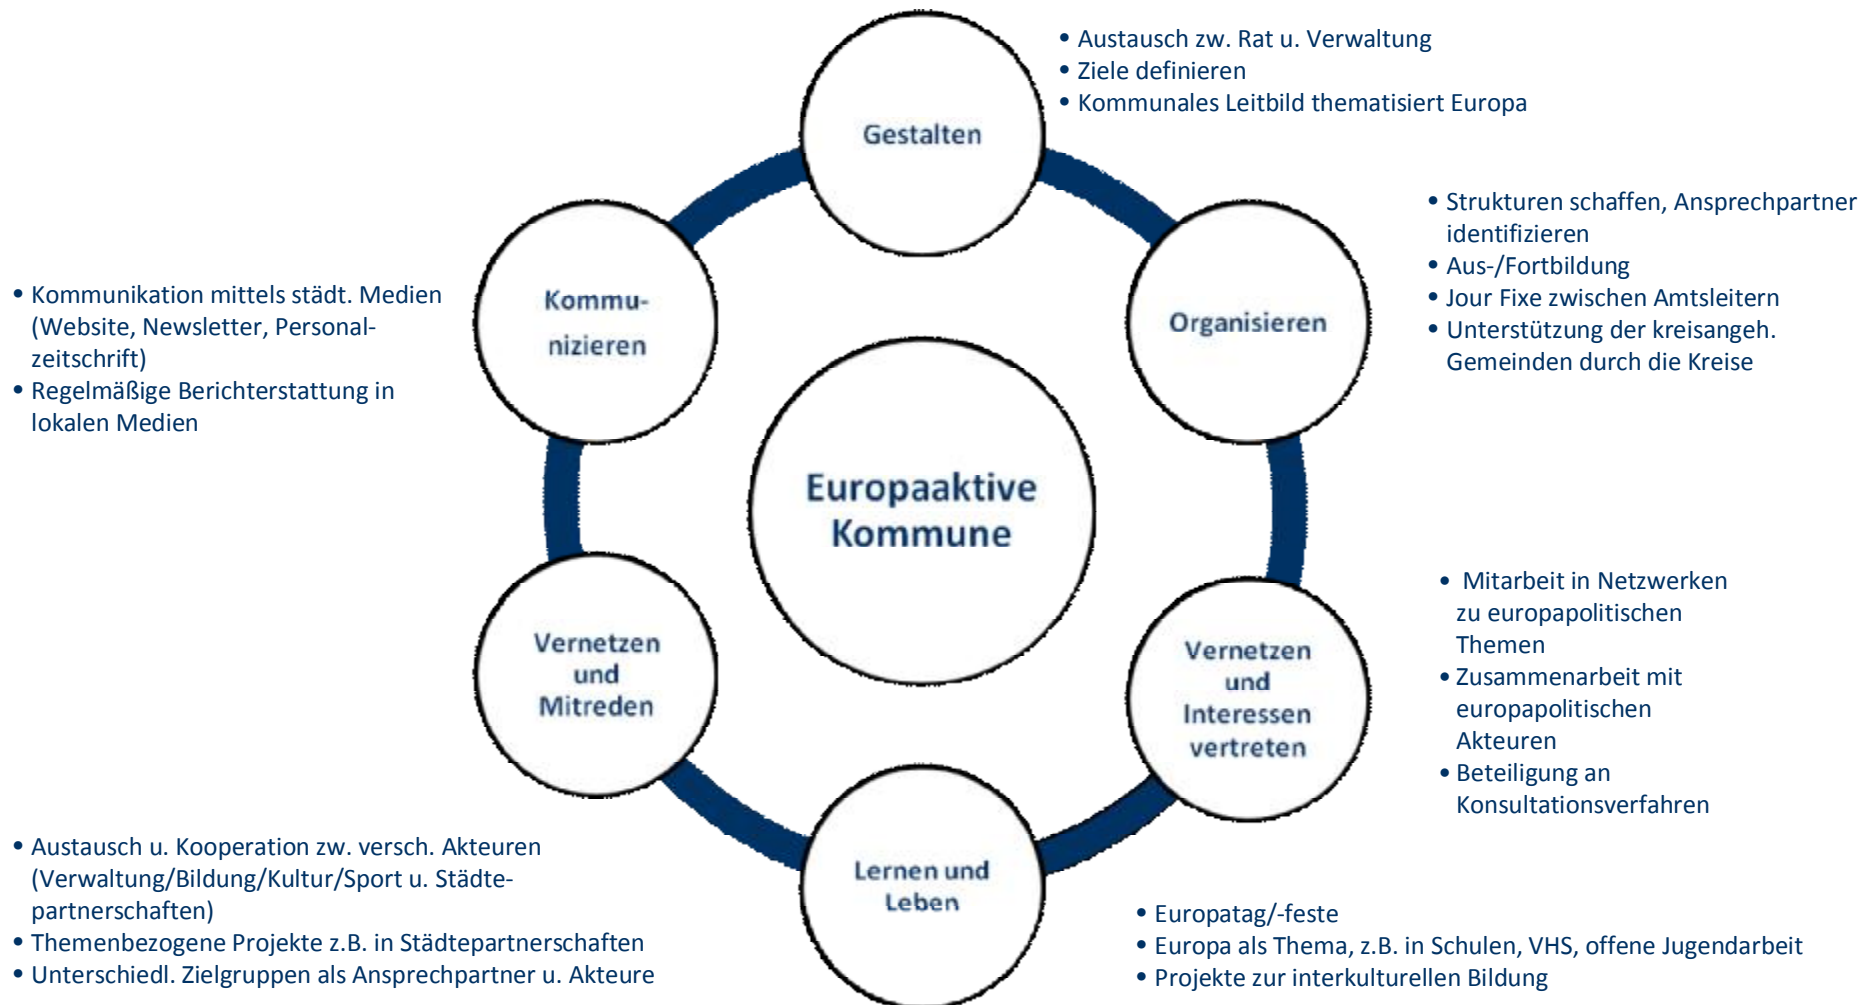 Gestalten
• Austausch zw. Rat u. Verwaltung
• Ziele definieren
• Kommunales Leitbild thematisiert Europa
Organisieren
• Strukturen schaffen, Ansprechpartner
identifizieren
• Aus-/Fortbildung
• Jour Fixe zwischen Amtsleitern
• Unterstützung der kreisangeh.
Gemeinden durch die Kreise
Kommu-
nizieren
• Kommunikation mittels städt. Medien
(Website, Newsletter, Personal-
zeitschrift)
• Regelmäßige Berichterstattung in
lokalen Medien
Europaaktive
Kommune
Vernetzen
und
Interessen
vertreten
• Mitarbeit in Netzwerken
zu europapolitischen
Themen
• Zusammenarbeit mit
europapolitischen
Akteuren
• Beteiligung an
Konsultationsverfahren
Vernetzen
und
Mitreden
• Austausch u. Kooperation zw. versch. Akteuren
(Verwaltung/Bildung/Kultur/Sport u. Städte-
partnerschaften)
• Themenbezogene Projekte z.B. in Städtepartnerschaften
• Unterschiedl. Zielgruppen als Ansprechpartner u. Akteure
Lernen und
Leben
• Europatag/-feste
• Europa als Thema, z.B. in Schulen, VHS, offene Jugendarbeit
• Projekte zur interkulturellen Bildung